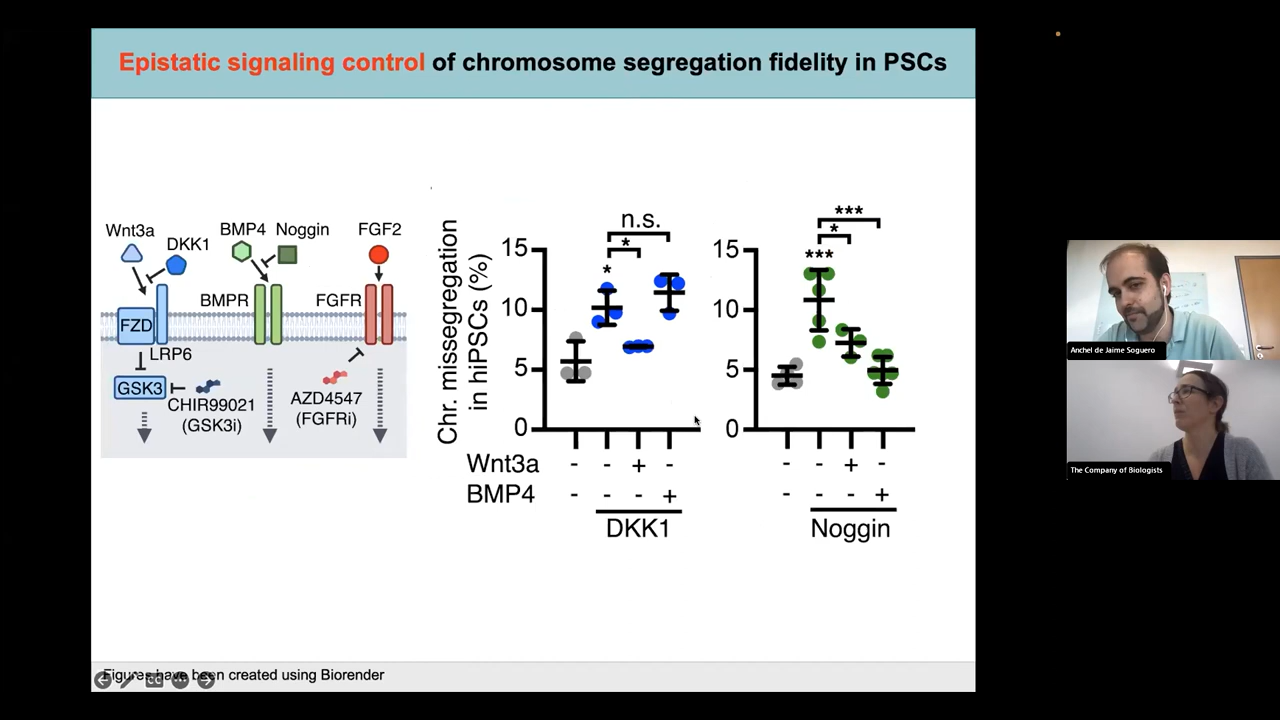 Epistatic signaling control of chromosome segregation fidelity in PSCs
Wnt3a
DKK1
BMP4
Noggin
FGF2
BMPR
FGFR
FZD
LRP6
GSK3
CHIR99021
(GSK3i)
AZD4547
(FGFRi)
Chr. missegregation
in hiPSCs (%)
15
10
5
0
n.s.
*
*
Wnt3a - - + -
BMP4 - - - +
DKK1
15
10
5
0
***
*
***
- - + -
- - - +
Noggin
Figures have been created using Biorender
Anchel de Jaime Soguero
The Company of Biologists